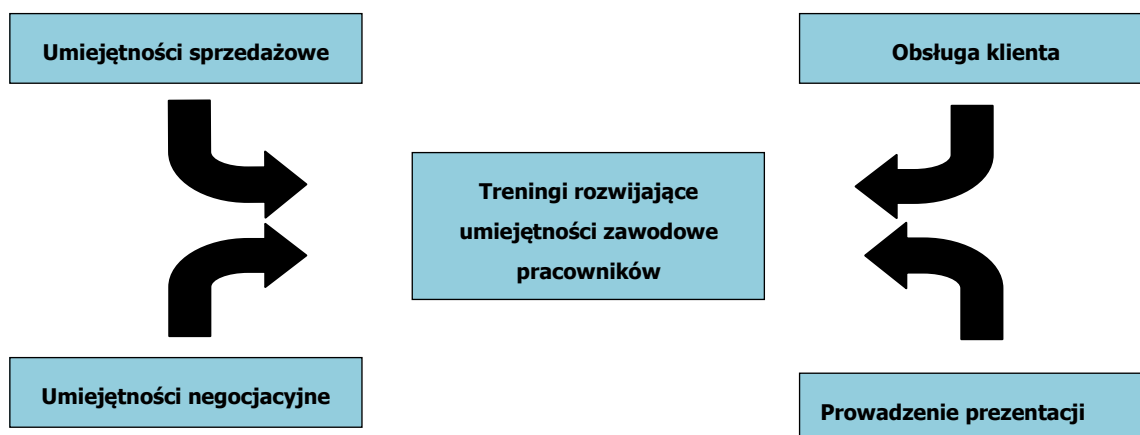 Umiejętności sprzedażowe
Obsługa klienta
Treningi rozwijające
umiejętności zawodowe
pracowników
Umiejętności negocjacyjne
Prowadzenie prezentacji